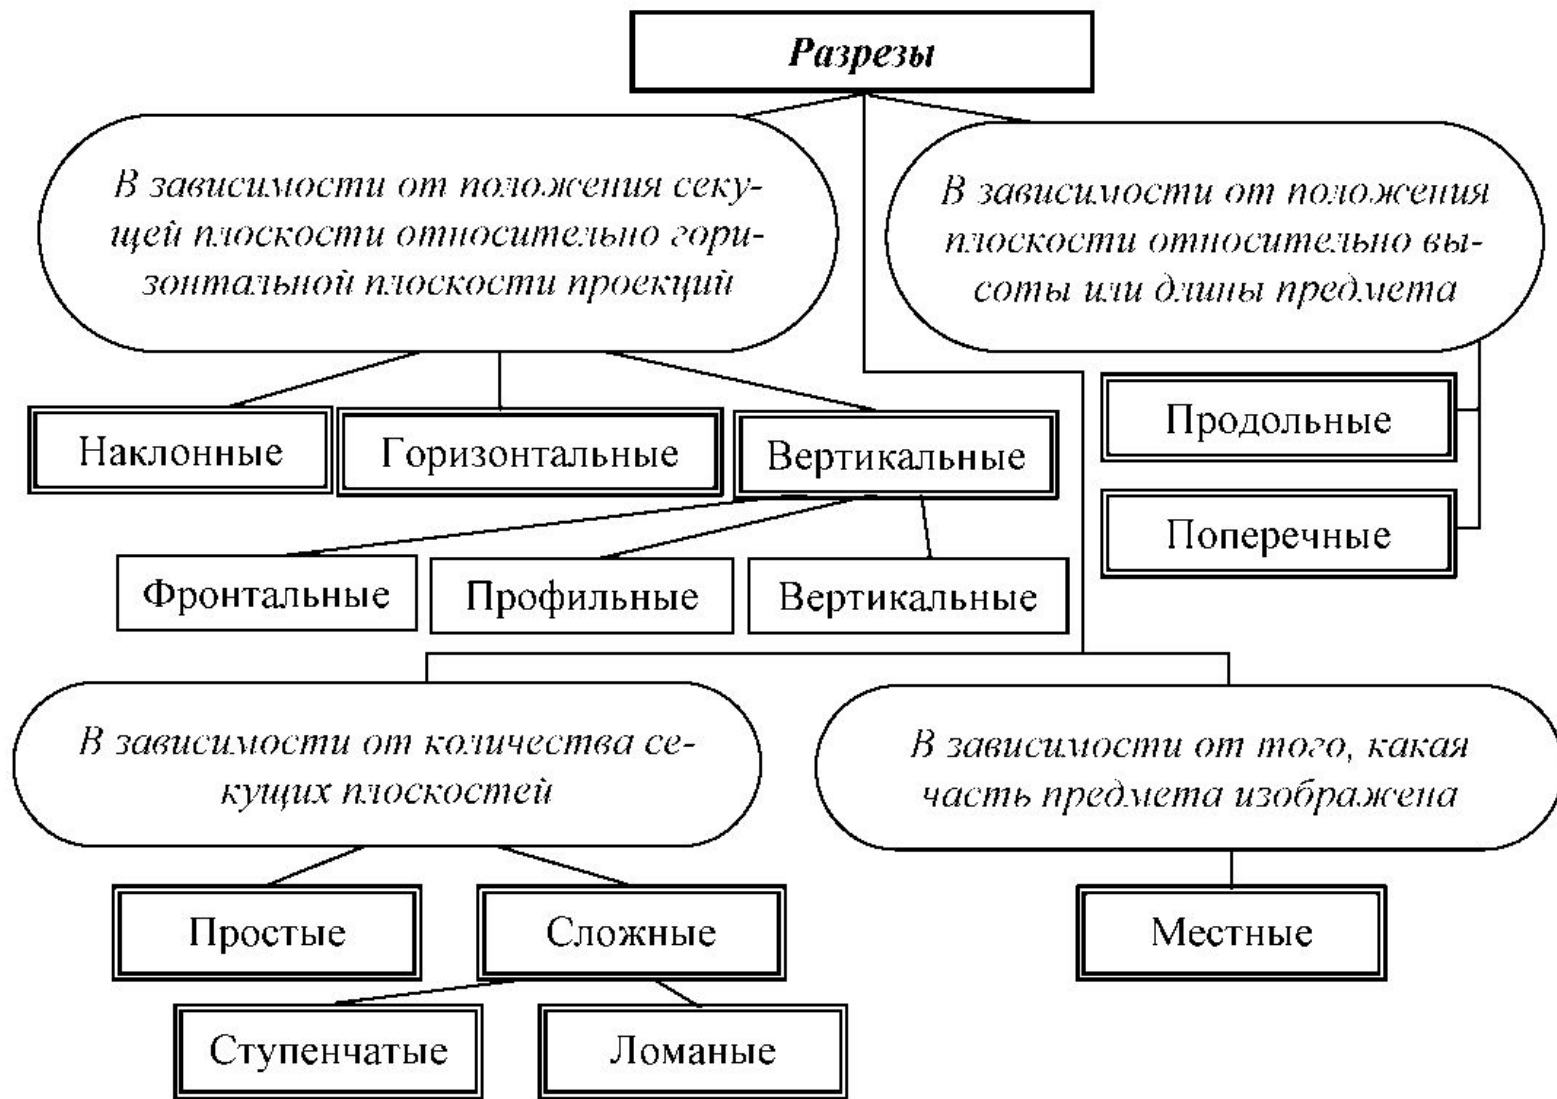 Разрезы
В зависимости от положения секу-
щей плоскости относительно гори-
зонтальной плоскости проекций
В зависимости от положения
плоскости относительно вы-
соты или длины предмета
Наклонные
Горизонтальные
Вертикальные
Продольные
Поперечные
Фронтальные
Профильные
Вертикальные
В зависимости от количества се-
кущих плоскостей
В зависимости от того, какая
часть предмета изображена
Простые
Сложные
Местные
Ступенчатые
Ломаные